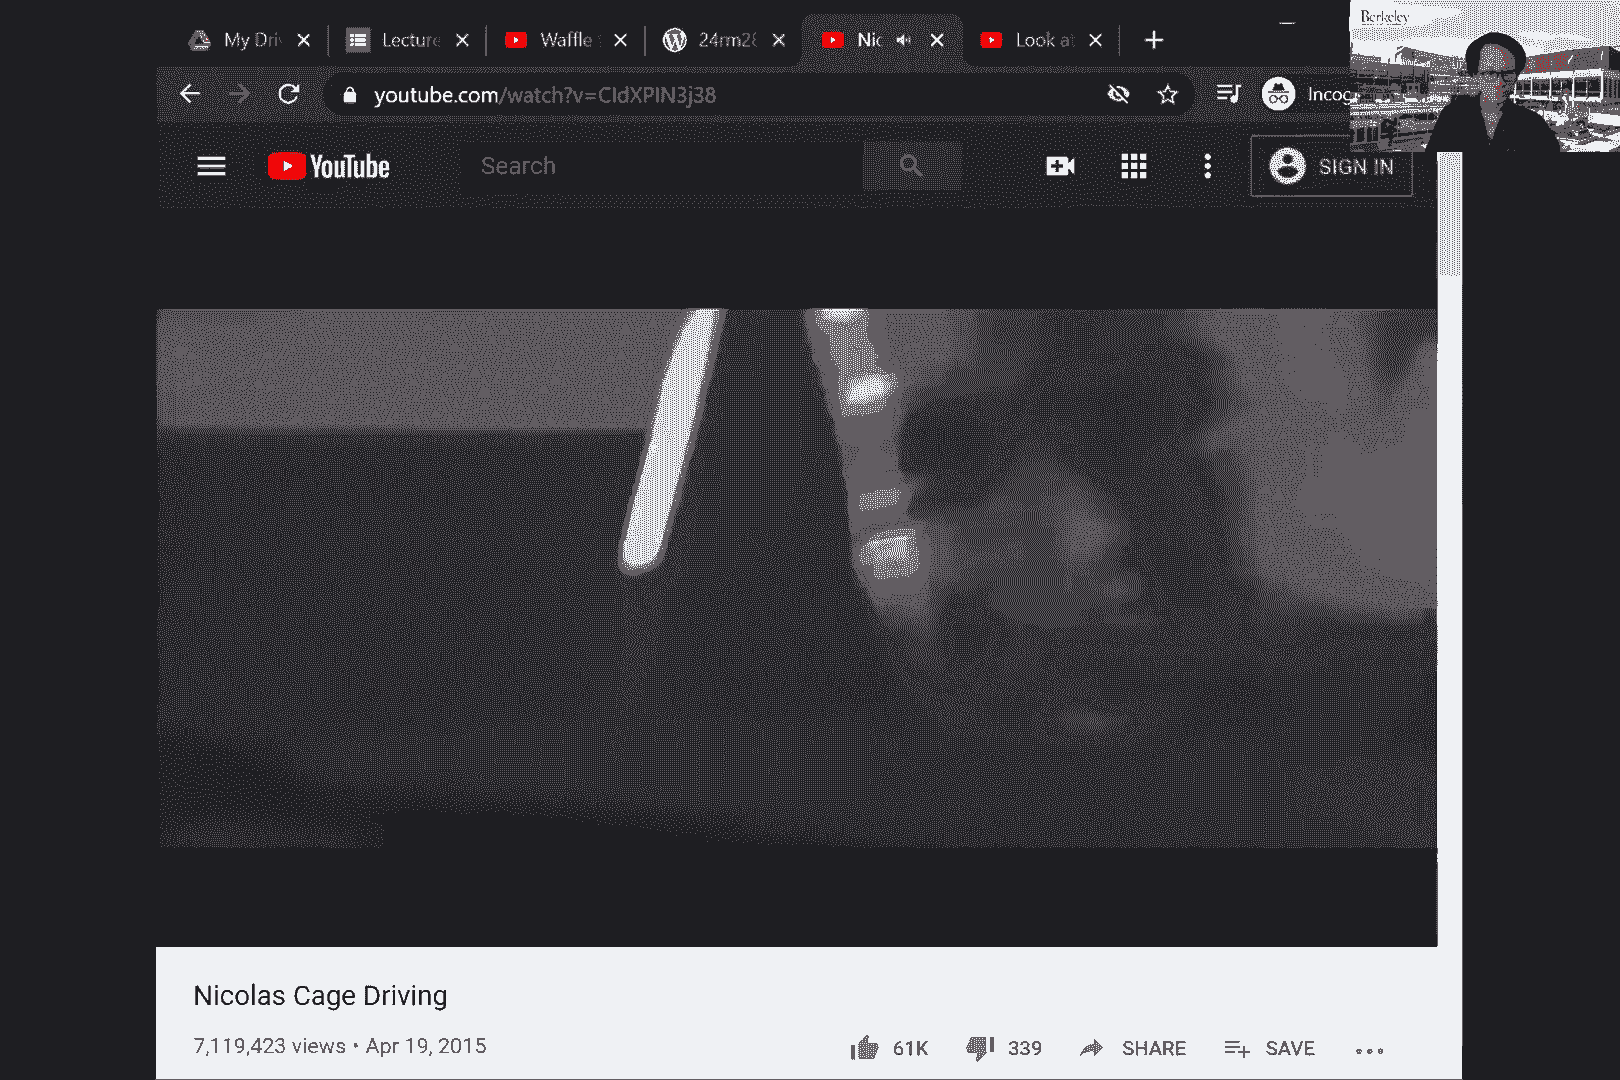 My Dri
Lecture
Waffle
24rm28
Nic
Look at
Berkeley
youtube.com/watch?v=CIdXPIN3j38
Incog
YouTube
Search
SIGN IN
Nicolas Cage Driving
7,119,423 views • Apr 19, 2015
61K
339
SHARE
SAVE